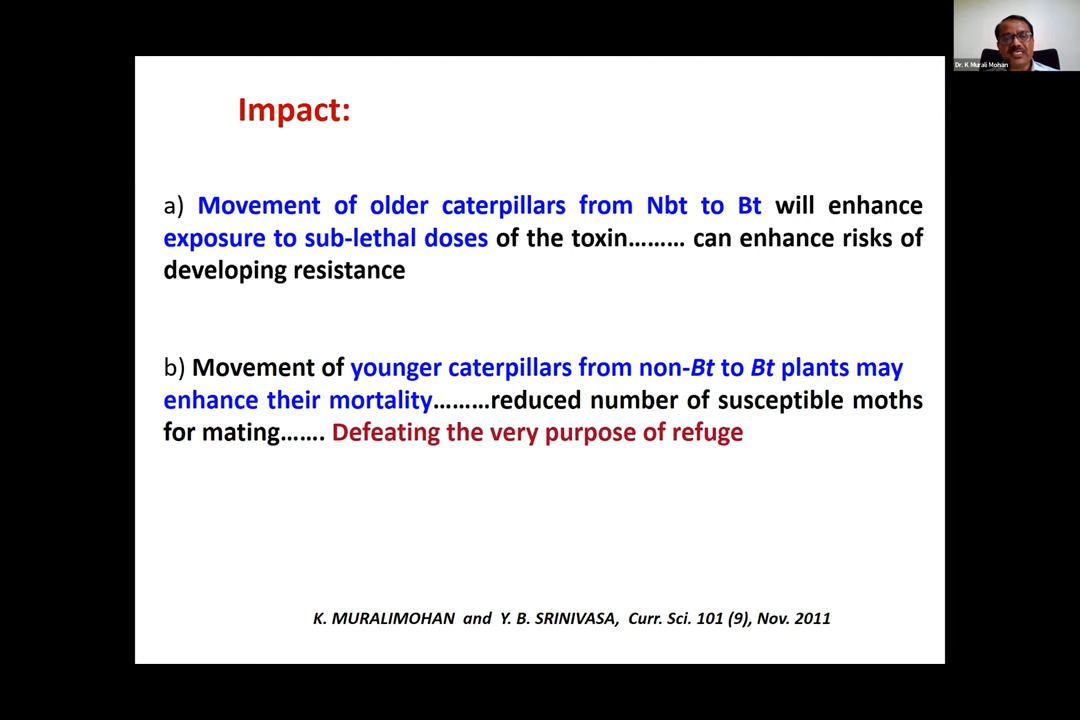 Dr. K Murali Mohan
Impact:
a) Movement of older caterpillars from Nbt to Bt will enhance
exposure to sub-lethal doses of the toxin……… can enhance risks of
developing resistance
b) Movement of younger caterpillars from non-Bt to Bt plants may
enhance their mortality………reduced number of susceptible moths
for mating……. Defeating the very purpose of refuge
K. MURALIMOHAN and Y. B. SRINIVASA, Curr. Sci. 101 (9), Nov. 2011